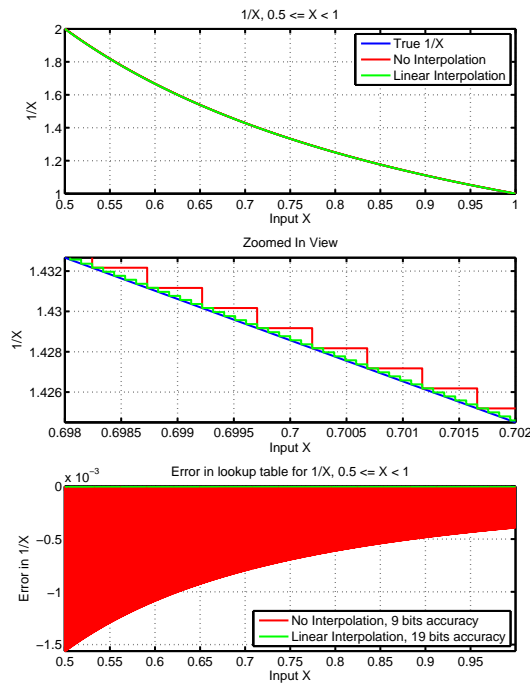 1/X, 0.5 <= X < 1
2
1.8
1.6
1.4
1.2
1
1/X
True 1/X
No Interpolation
Linear Interpolation
0.5 0.55 0.6 0.65 0.7 0.75 0.8 0.85 0.9 0.95 1
Input X
Zoomed In View
1.432
1.43
1.428
1.426
1/X
0.698 0.6985 0.699 0.6995 0.7 0.7005 0.701 0.7015 0.702
Input X
Error in lookup table for 1/X, 0.5 <= X < 1
x 10⁻³
0
−0.5
−1
−1.5
Error in 1/X
No Interpolation, 9 bits accuracy
Linear Interpolation, 19 bits accuracy
0.5 0.55 0.6 0.65 0.7 0.75 0.8 0.85 0.9 0.95
Input X